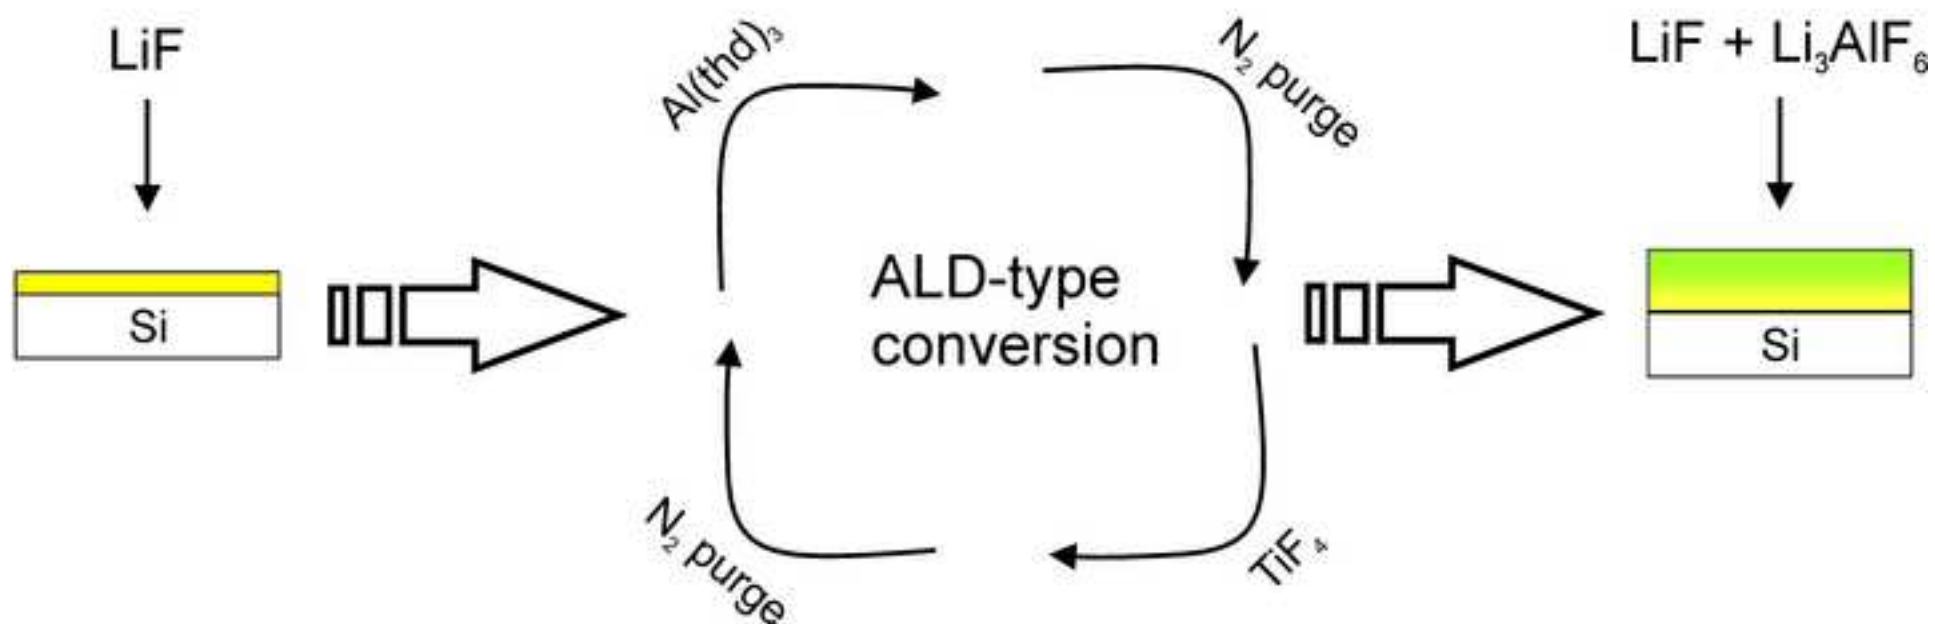 LiF
Si
Al(thd)₃
N₂ purge
ALD-type
conversion
TiF₄
N₂ purge
LiF + Li₃AlF₆
Si